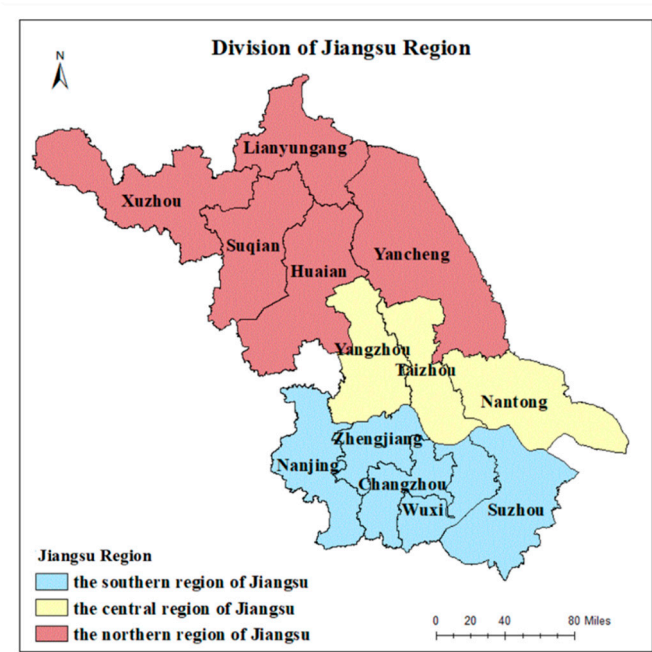 Division of Jiangsu Region
N
Lianyungang
Xuzhou
Suqian
Yancheng
Huaian
Yangzhou
Taizhou
Nantong
Zhengjiang
Nanjing
Changzhou
Wuxi
Suzhou
Jiangsu Region
the southern region of Jiangsu
the central region of Jiangsu
the northern region of Jiangsu
0 20 40 80 Miles